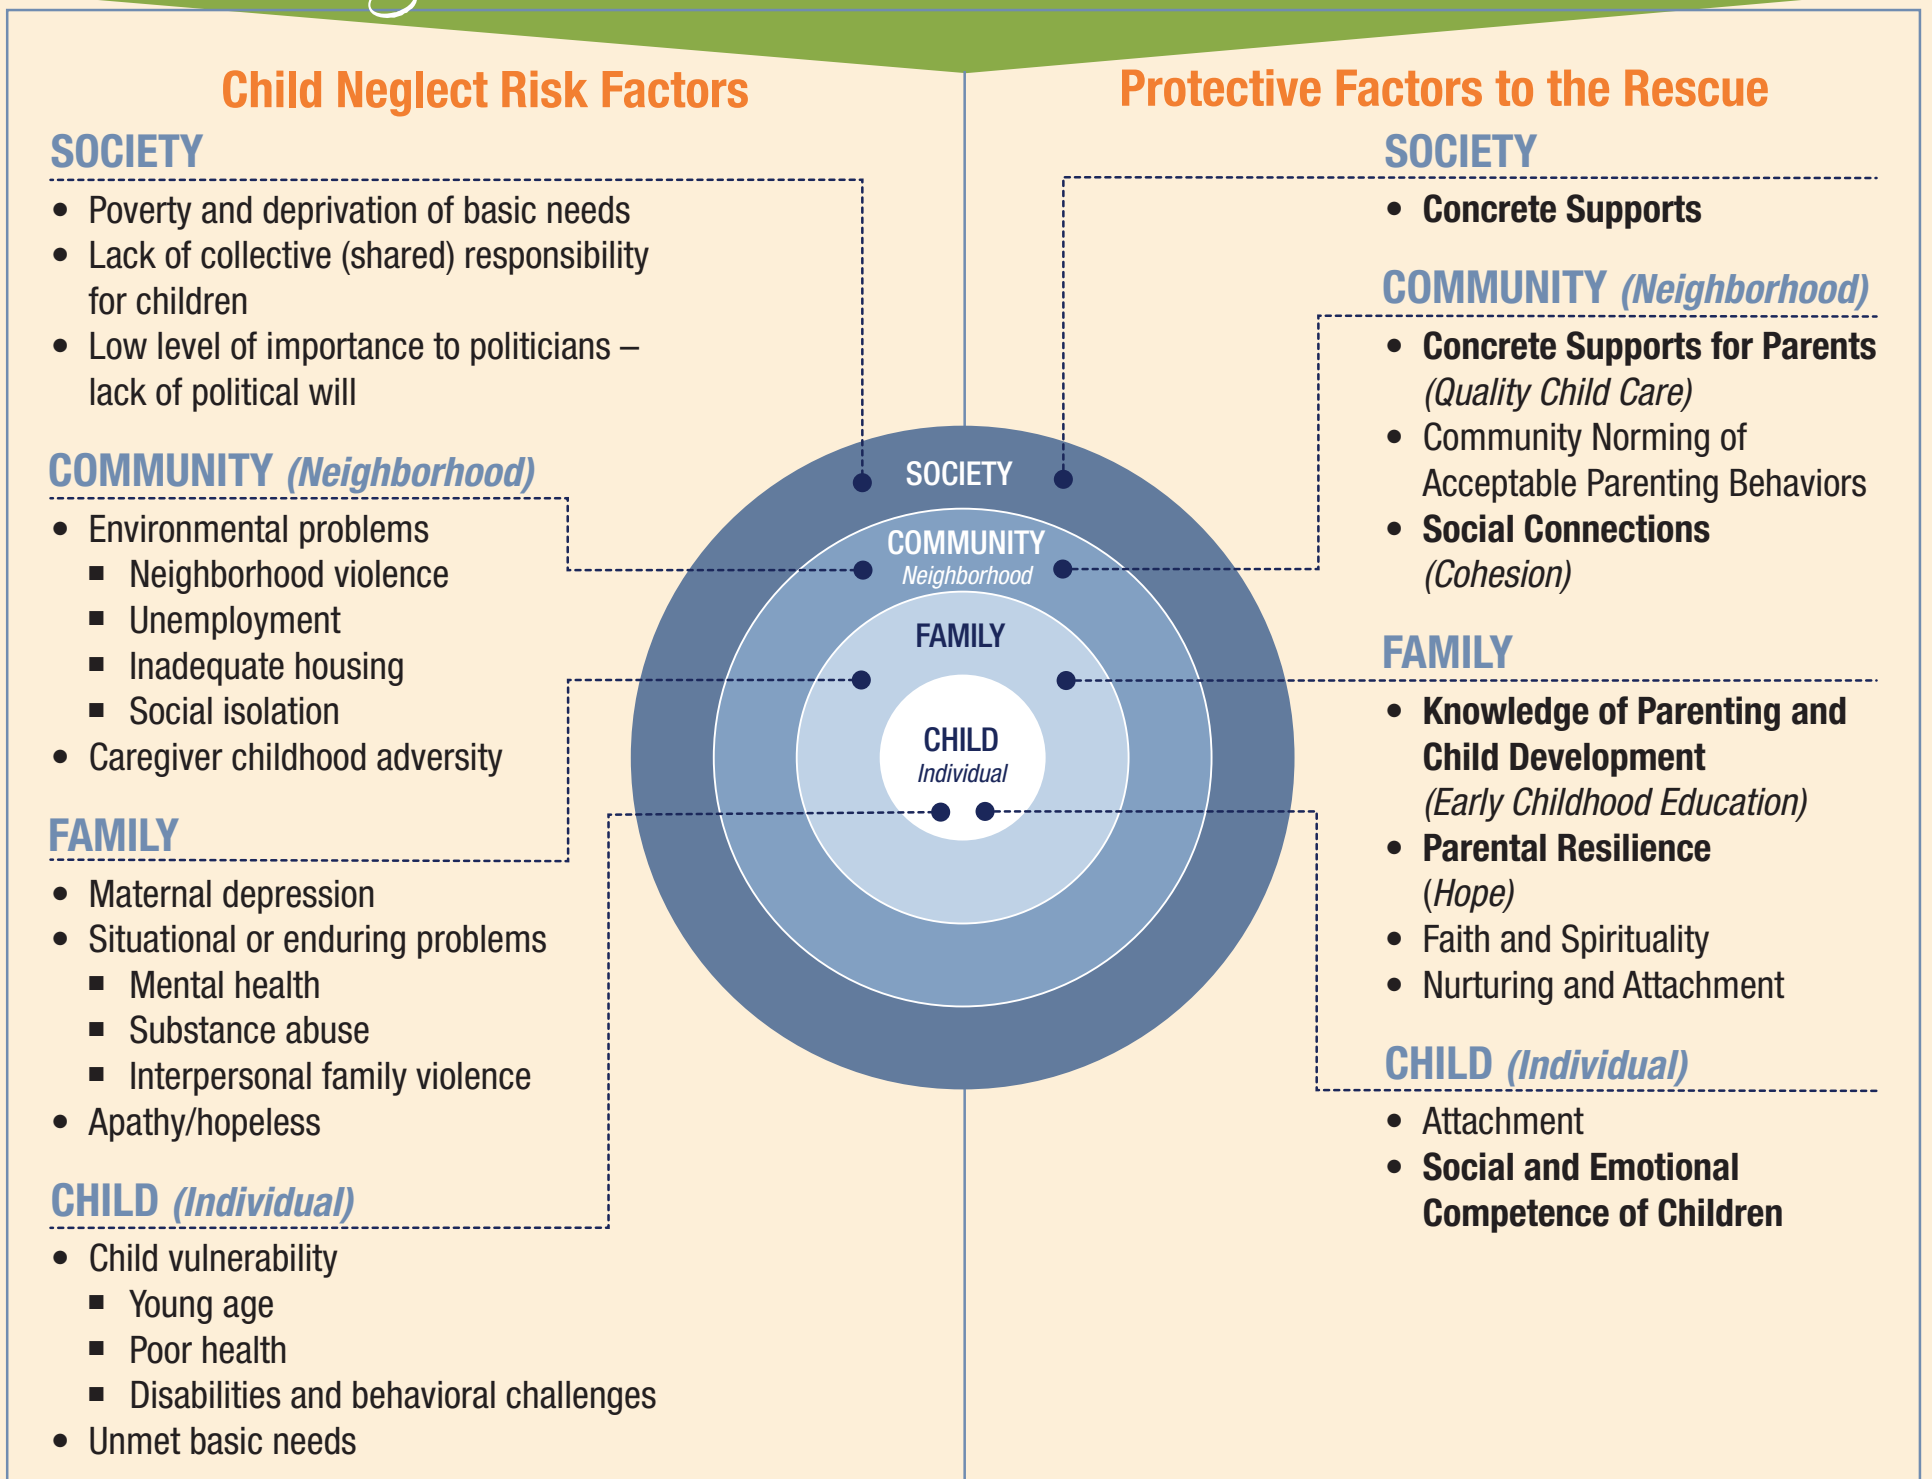 Child Neglect Risk Factors
SOCIETY
• Poverty and deprivation of basic needs
• Lack of collective (shared) responsibility
for children
• Low level of importance to politicians –
lack of political will
COMMUNITY (Neighborhood)
• Environmental problems
▪ Neighborhood violence
▪ Unemployment
▪ Inadequate housing
▪ Social isolation
• Caregiver childhood adversity
FAMILY
• Maternal depression
• Situational or enduring problems
▪ Mental health
▪ Substance abuse
▪ Interpersonal family violence
• Apathy/hopeless
CHILD (Individual)
• Child vulnerability
▪ Young age
▪ Poor health
▪ Disabilities and behavioral challenges
• Unmet basic needs
SOCIETY
COMMUNITY
Neighborhood
FAMILY
CHILD
Individual
Protective Factors to the Rescue
SOCIETY
• Concrete Supports
COMMUNITY (Neighborhood)
• Concrete Supports for Parents
(Quality Child Care)
• Community Norming of
Acceptable Parenting Behaviors
• Social Connections
(Cohesion)
FAMILY
• Knowledge of Parenting and
Child Development
(Early Childhood Education)
• Parental Resilience
(Hope)
• Faith and Spirituality
• Nurturing and Attachment
CHILD (Individual)
• Attachment
• Social and Emotional
Competence of Children